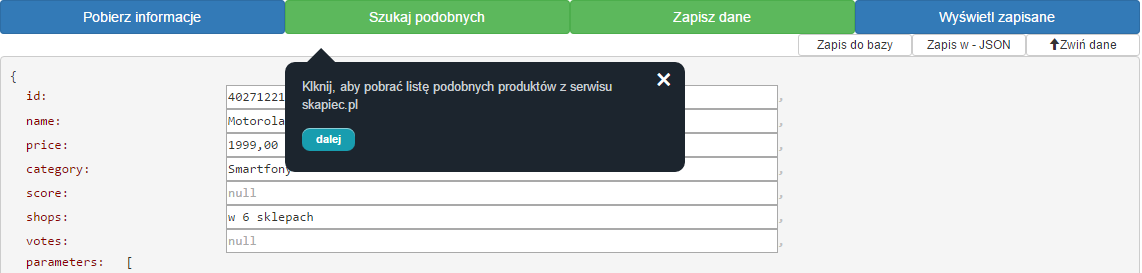 Pobierz informacje Szukaj podobnych Zapisz dane Wyświetl zapisane
Zapis do bazy Zapis w - JSON Zwiń dane
Klknij, aby pobrać listę podobnych produktów z serwisu
skapiec.pl
dalej
{
id: 40271221 ,
name: Motorola ,
price: 1999,00 ,
category: Smartfony ,
score: null ,
shops: w 6 sklepach ,
votes: null ,
parameters: [